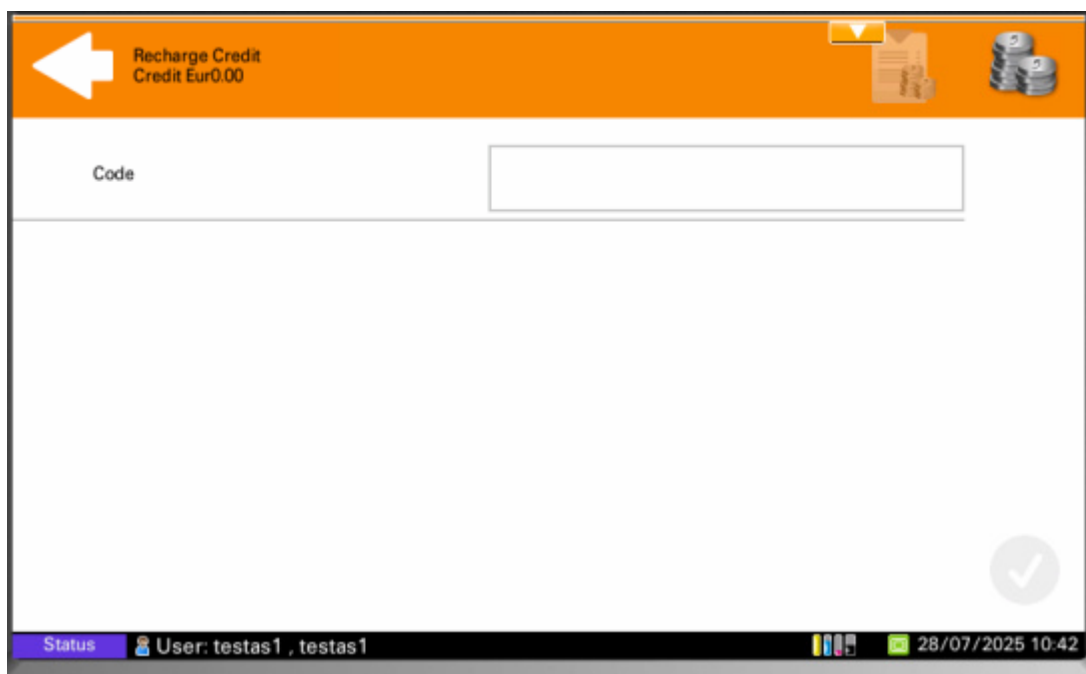 Recharge Credit
Credit Eur0.00
Code
Status
User: testas1 , testas1
28/07/2025 10:42